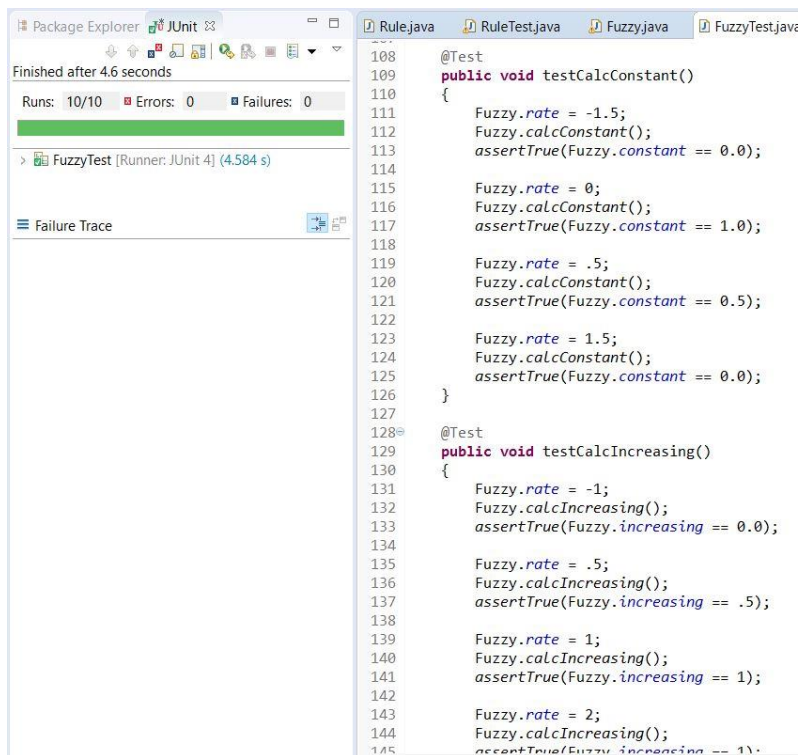 Package Explorer JUnit
Finished after 4.6 seconds
Runs: 10/10 Errors: 0 Failures: 0
FuzzyTest [Runner: JUnit 4] (4.584 s)
Failure Trace
Rule.java RuleTest.java Fuzzy.java FuzzyTest.java
108 @Test
109 public void testCalcConstant()
110 {
111 Fuzzy.rate = -1.5;
112 Fuzzy.calcConstant();
113 assertTrue(Fuzzy.constant == 0.0);
114
115 Fuzzy.rate = 0;
116 Fuzzy.calcConstant();
117 assertTrue(Fuzzy.constant == 1.0);
118
119 Fuzzy.rate = .5;
120 Fuzzy.calcConstant();
121 assertTrue(Fuzzy.constant == 0.5);
122
123 Fuzzy.rate = 1.5;
124 Fuzzy.calcConstant();
125 assertTrue(Fuzzy.constant == 0.0);
126 }
127
128 @Test
129 public void testCalcIncreasing()
130 {
131 Fuzzy.rate = -1;
132 Fuzzy.calcIncreasing();
133 assertTrue(Fuzzy.increasing == 0.0);
134
135 Fuzzy.rate = .5;
136 Fuzzy.calcIncreasing();
137 assertTrue(Fuzzy.increasing == .5);
138
139 Fuzzy.rate = 1;
140 Fuzzy.calcIncreasing();
141 assertTrue(Fuzzy.increasing == 1);
142
143 Fuzzy.rate = 2;
144 Fuzzy.calcIncreasing();
145 assertTrue(Fuzzy.increasing == 1);